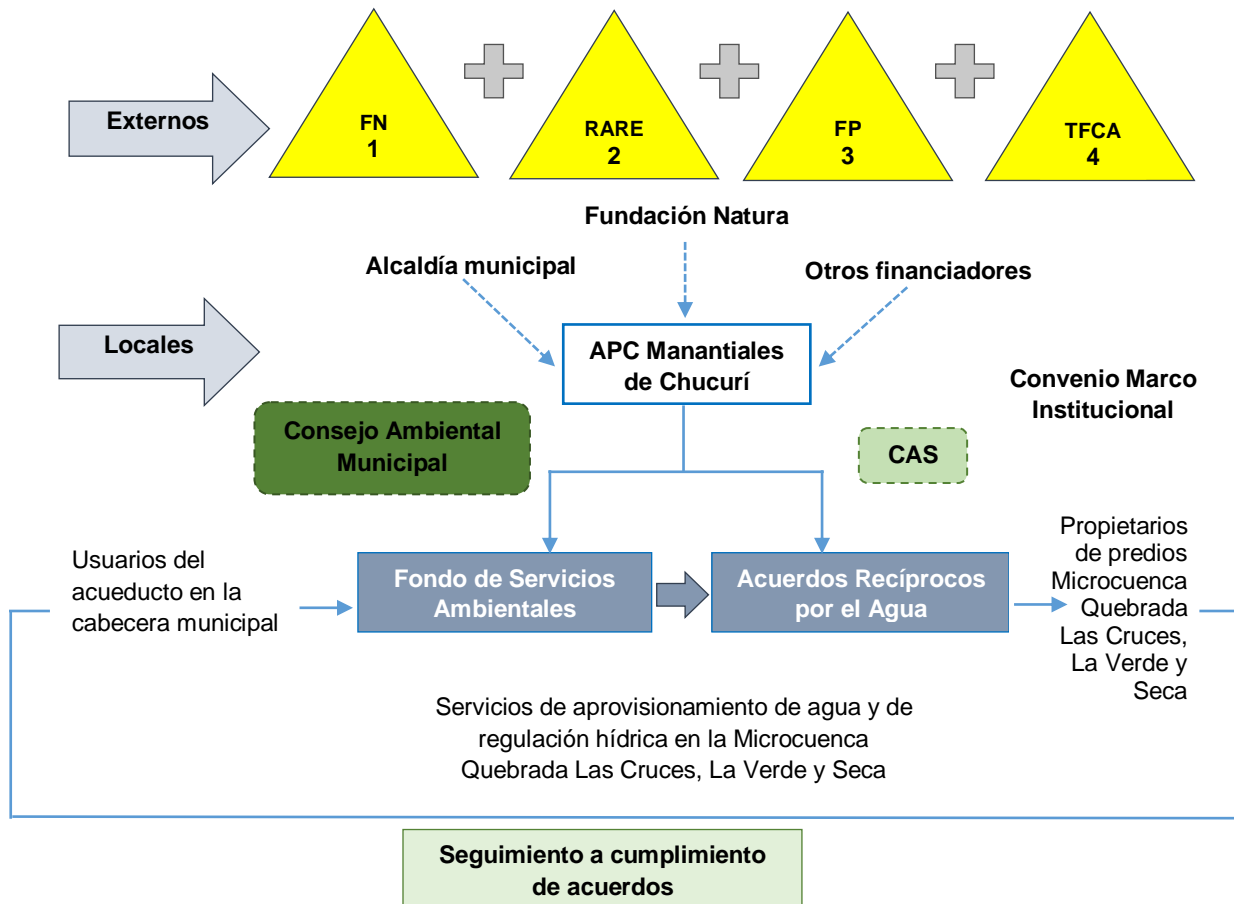 Externos
FN
1
RARE
2
FP
3
TFCA
4
Fundación Natura
Alcaldía municipal
Otros financiadores
Locales
APC Manantiales
de Chucurí
Convenio Marco
Institucional
Consejo Ambiental
Municipal
CAS
Usuarios del
acueducto en la
cabecera municipal
Fondo de Servicios
Ambientales
Acuerdos Recíprocos
por el Agua
Propietarios
de predios
Microcuenca
Quebrada
Las Cruces,
La Verde y
Seca
Servicios de aprovisionamiento de agua y de
regulación hídrica en la Microcuenca
Quebrada Las Cruces, La Verde y Seca
Seguimiento a cumplimiento
de acuerdos